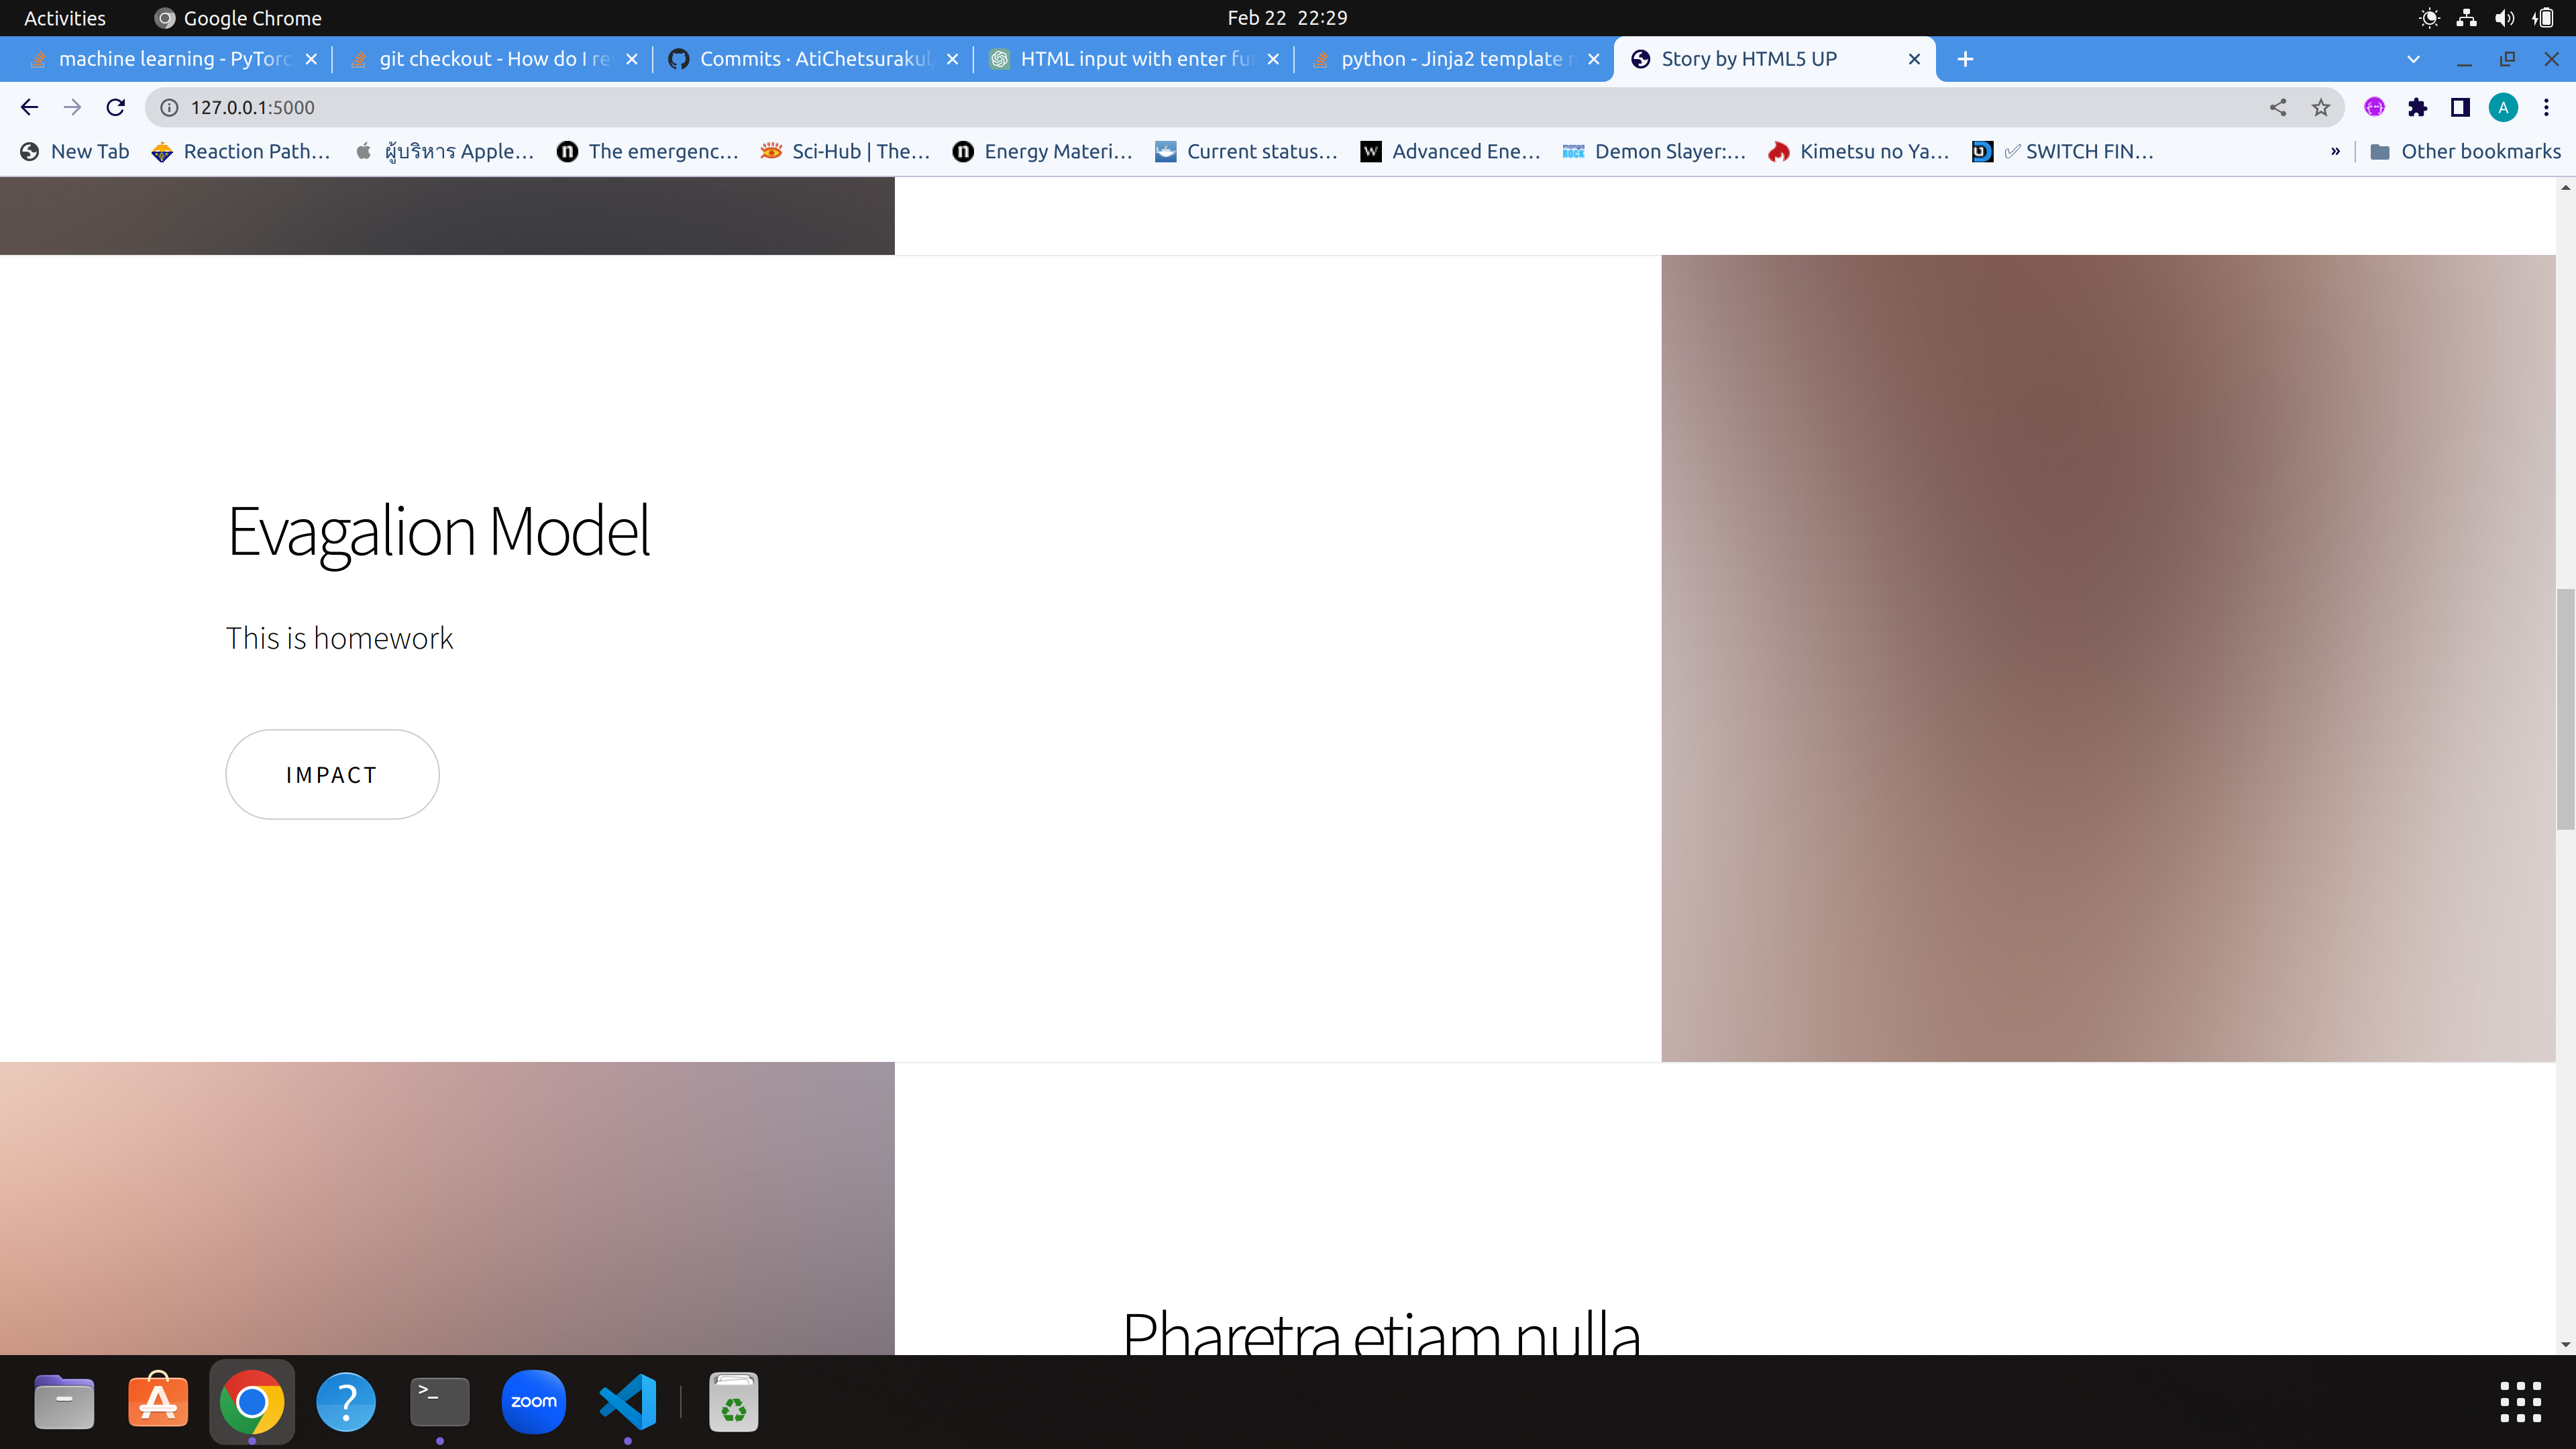 Activities Google Chrome Feb 22 22:29
machine learning - PyTorc git checkout - How do I re Commits · AtiChetsurakul HTML input with enter fu python - Jinja2 template Story by HTML5 UP
127.0.0.1:5000 A
New Tab Reaction Path… ผู้บริหาร Apple… The emergenc… Sci-Hub | The… Energy Materi… Current status… W Advanced Ene… Demon Slayer:… Kimetsu no Ya… SWITCH FIN… » Other bookmarks
Evagalion Model
This is homework
IMPACT
Pharetra etiam nulla
zoom